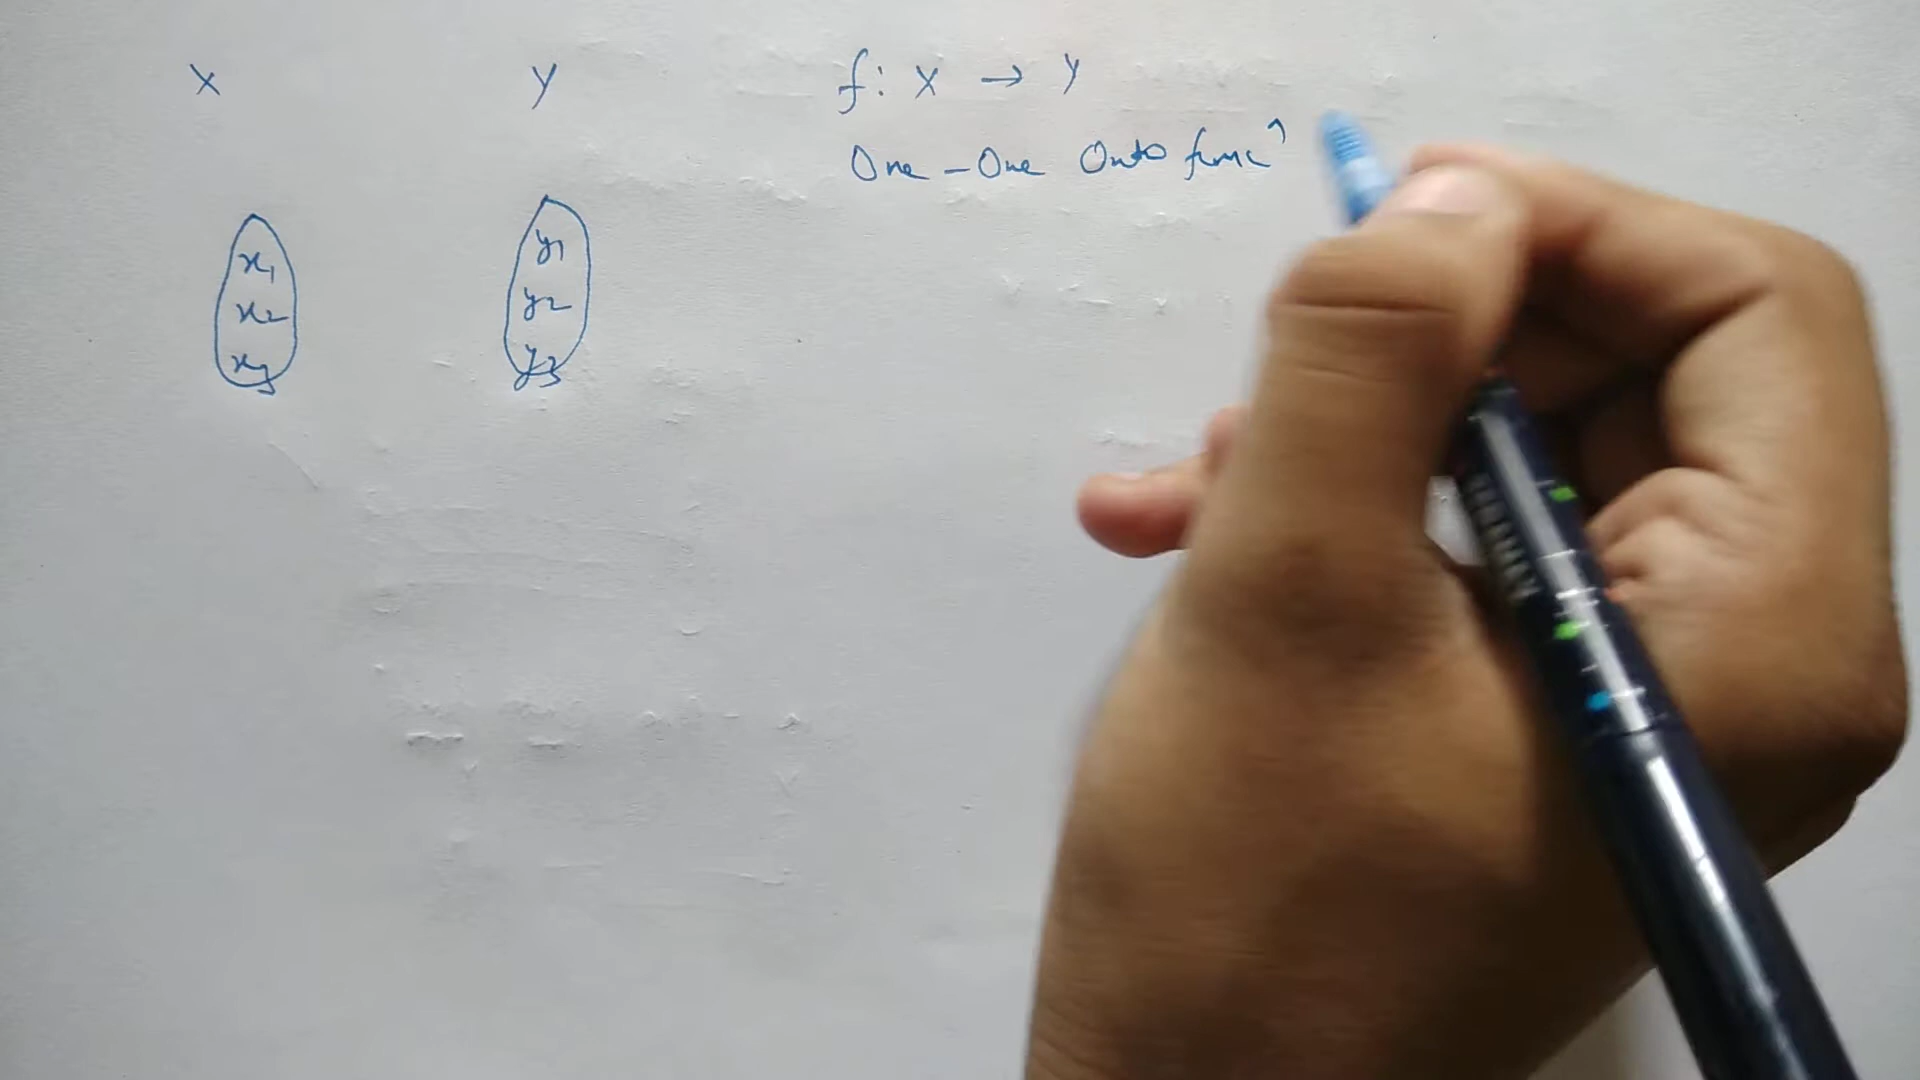 X Y f: X → Y
One - One Onto func^n
x1 y1
x2 y2
x3 y3